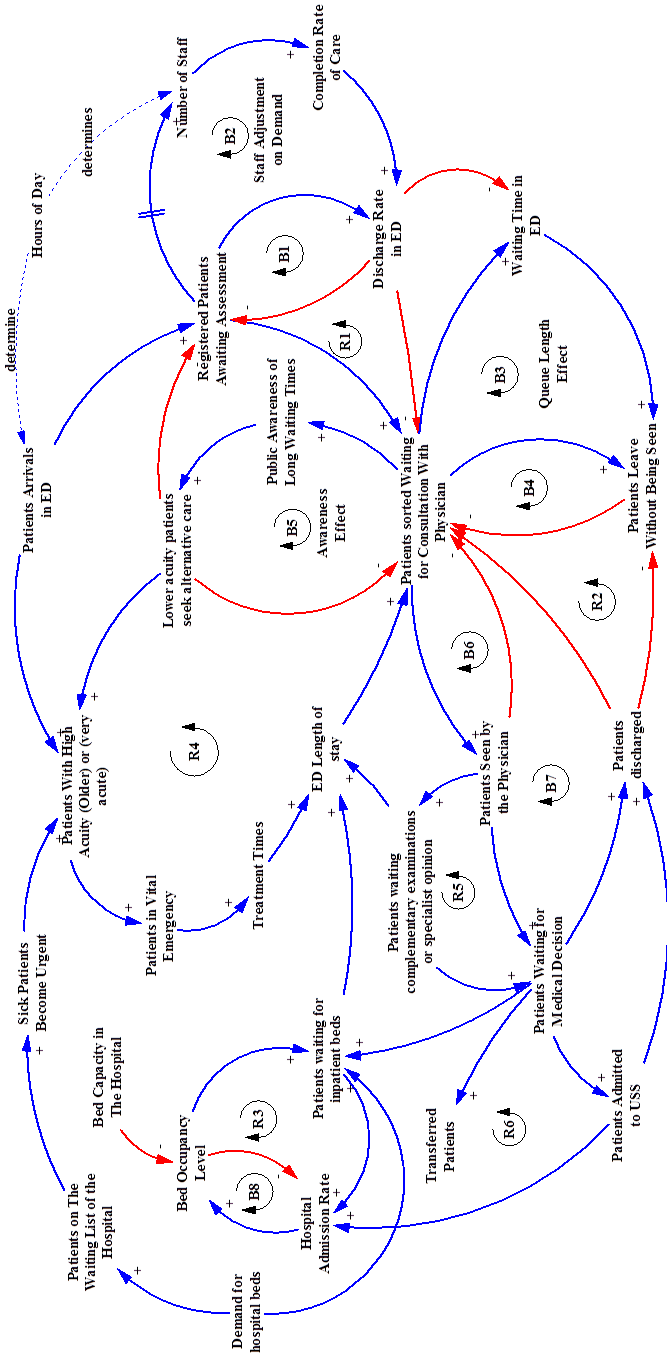 Patients on The
Waiting List of the
Hospital
Sick Patients
Become Urgent
Patients Arrivals
in ED
determine
Hours of Day
determines
Bed Capacity in
The Hospital
Patients With High
Acuity (Older) or (very
acute)
Demand for
hospital beds
Bed Occupancy
Level
Patients in Vital
Emergency
R4
Lower acuity patients
seek alternative care
Registered Patients
Awaiting Assessment
Number of Staff
B2
Staff Adjustment
on Demand
B8
R3
Treatment Times
Public Awareness of
Long Waiting Times
B5
Awareness
Effect
B1
R1
Completion Rate
of Care
Hospital
Admission Rate
Patients waiting for
inpatient beds
ED Length of
stay
Discharge Rate
in ED
Patients waiting
complementary examinations
or specialist opinion
R5
Patients sorted Waiting
for Consultation With
Physician
B6
Patients Seen by
the Physician
B3
Queue Length
Effect
Waiting Time in
ED
B4
Transferred
Patients
R6
Patients Waiting for
Medical Decision
B7
R2
Patients Admitted
to USS
Patients
discharged
Patients Leave
Without Being Seen